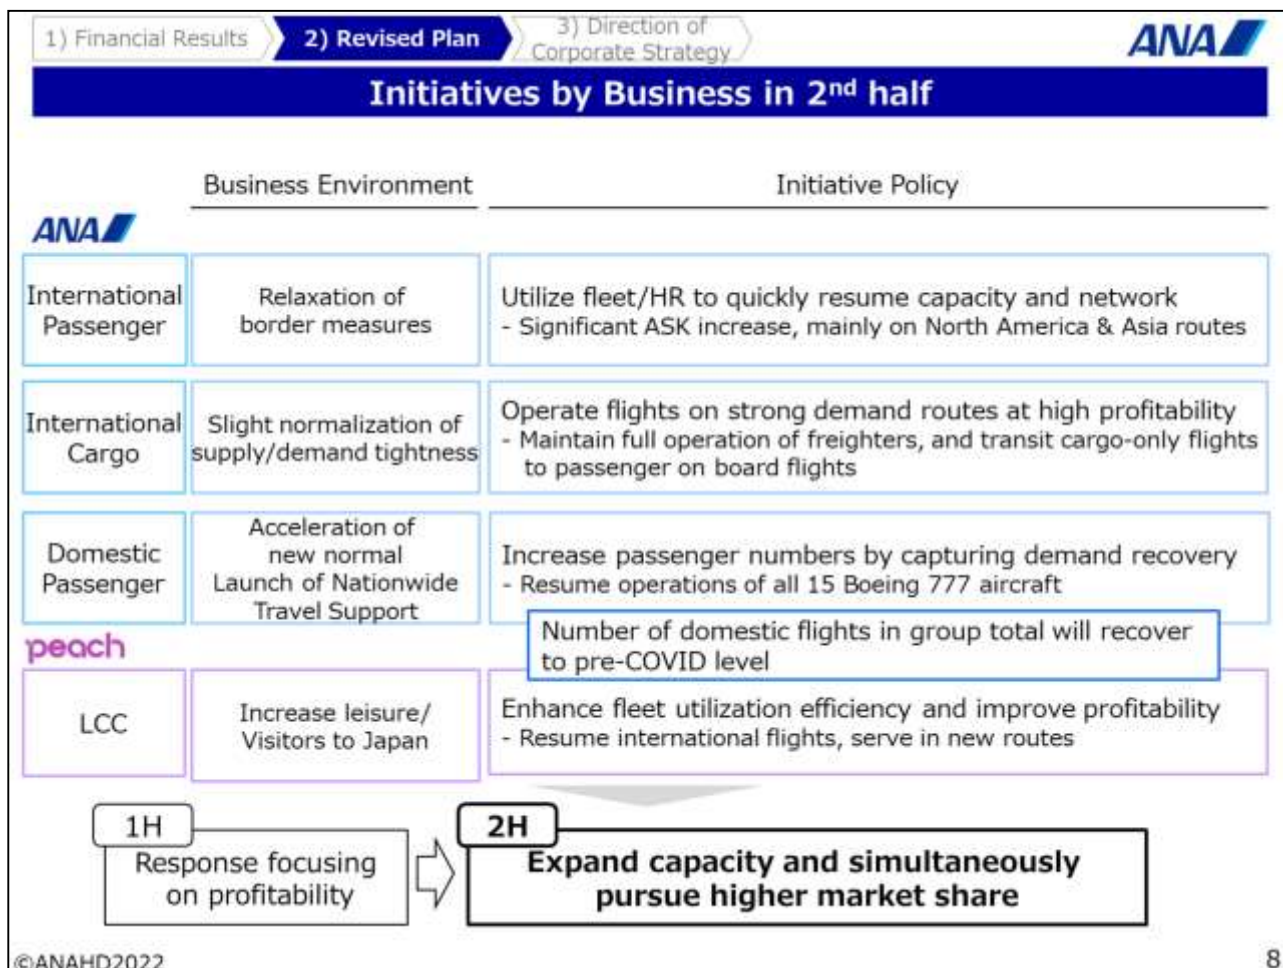 1) Financial Results
2) Revised Plan
3) Direction of
Corporate Strategy
ANA
Initiatives by Business in 2nd half
Business Environment
Initiative Policy
ANA
International
Passenger
Relaxation of
border measures
Utilize fleet/HR to quickly resume capacity and network
- Significant ASK increase, mainly on North America & Asia routes
International
Cargo
Slight normalization of
supply/demand tightness
Operate flights on strong demand routes at high profitability
- Maintain full operation of freighters, and transit cargo-only flights
to passenger on board flights
Domestic
Passenger
Acceleration of
new normal
Launch of Nationwide
Travel Support
Increase passenger numbers by capturing demand recovery
- Resume operations of all 15 Boeing 777 aircraft
Number of domestic flights in group total will recover
to pre-COVID level
peach
LCC
Increase leisure/
Visitors to Japan
Enhance fleet utilization efficiency and improve profitability
- Resume international flights, serve in new routes
1H
Response focusing
on profitability
2H
Expand capacity and simultaneously
pursue higher market share
©ANAHD2022
8